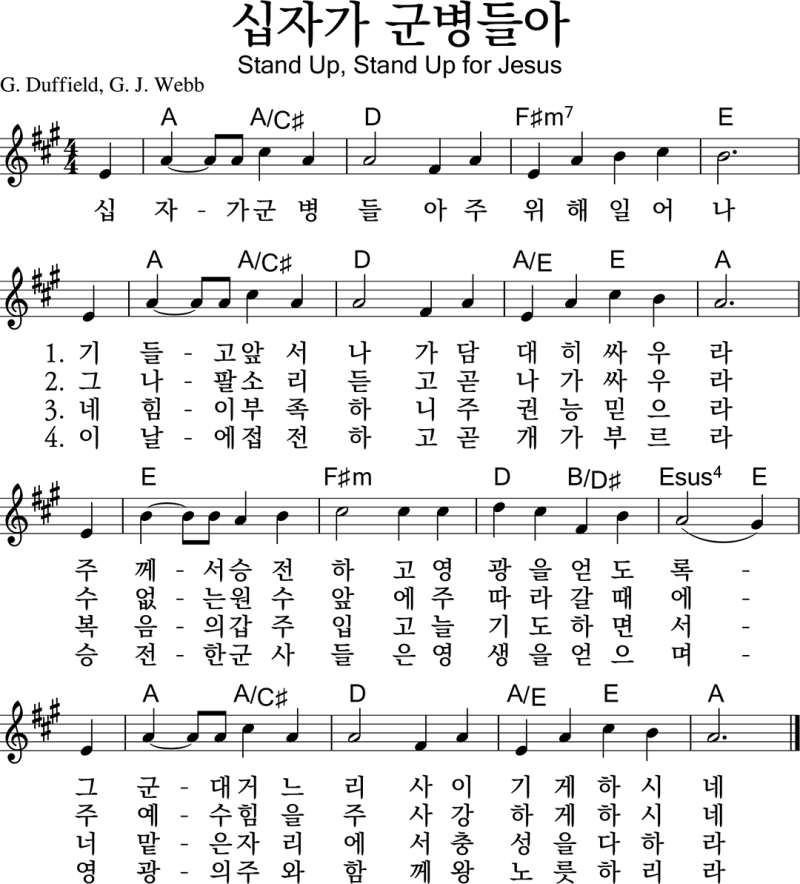 십자가 군병들아
Stand Up, Stand Up for Jesus
G. Duffield, G. J. Webb
A A/C♯ D F♯m7 E
십 자 - 가군 병 들 아 주 위 해 일 어 나
A A/C♯ D A/E E A
1. 기 들 - 고앞 서 나 가 담 대 히 싸 우 라
2. 그 나 - 팔소 리 듣 고 곧 나 가 싸 우 라
3. 네 힘 - 이부 족 하 니 주 권 능 믿 으 라
4. 이 날 - 에접 전 하 고 곧 개 가 부 르 라
E F♯m D B/D♯ Esus4 E
주 께 - 서승 전 하 고 영 광 을 얻 도 록 -
수 없 - 는원 수 앞 에 주 따 라 갈 때 에 -
복 음 - 의갑 주 입 고 늘 기 도 하 면 서 -
승 전 - 한군 사 들 은 영 생 을 얻 으 며 -
A A/C♯ D A/E E A
그 군 - 대거 느 리 사 이 기 게 하 시 네
주 예 - 수힘 을 주 사 강 하 게 하 시 네
너 맡 - 은자 리 에 서 충 성 을 다 하 라
영 광 - 의주 와 함 께 왕 노 릇 하 리 라